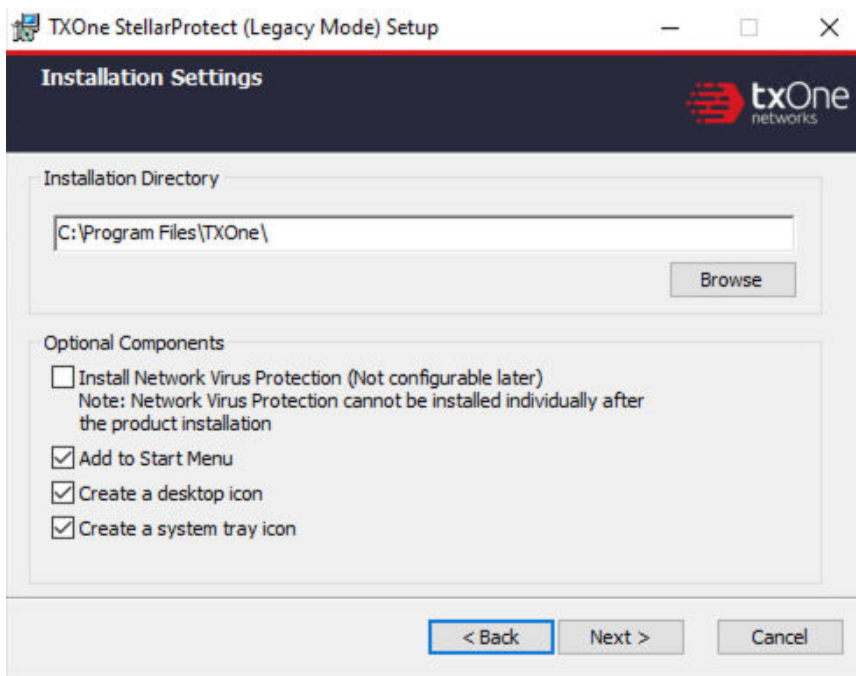 TXOne StellarProtect (Legacy Mode) Setup
Installation Settings
txOne
networks
Installation Directory
C:\Program Files\TXOne\
Browse
Optional Components
Install Network Virus Protection (Not configurable later)
Note: Network Virus Protection cannot be installed individually after
the product installation
Add to Start Menu
Create a desktop icon
Create a system tray icon
< Back
Next >
Cancel